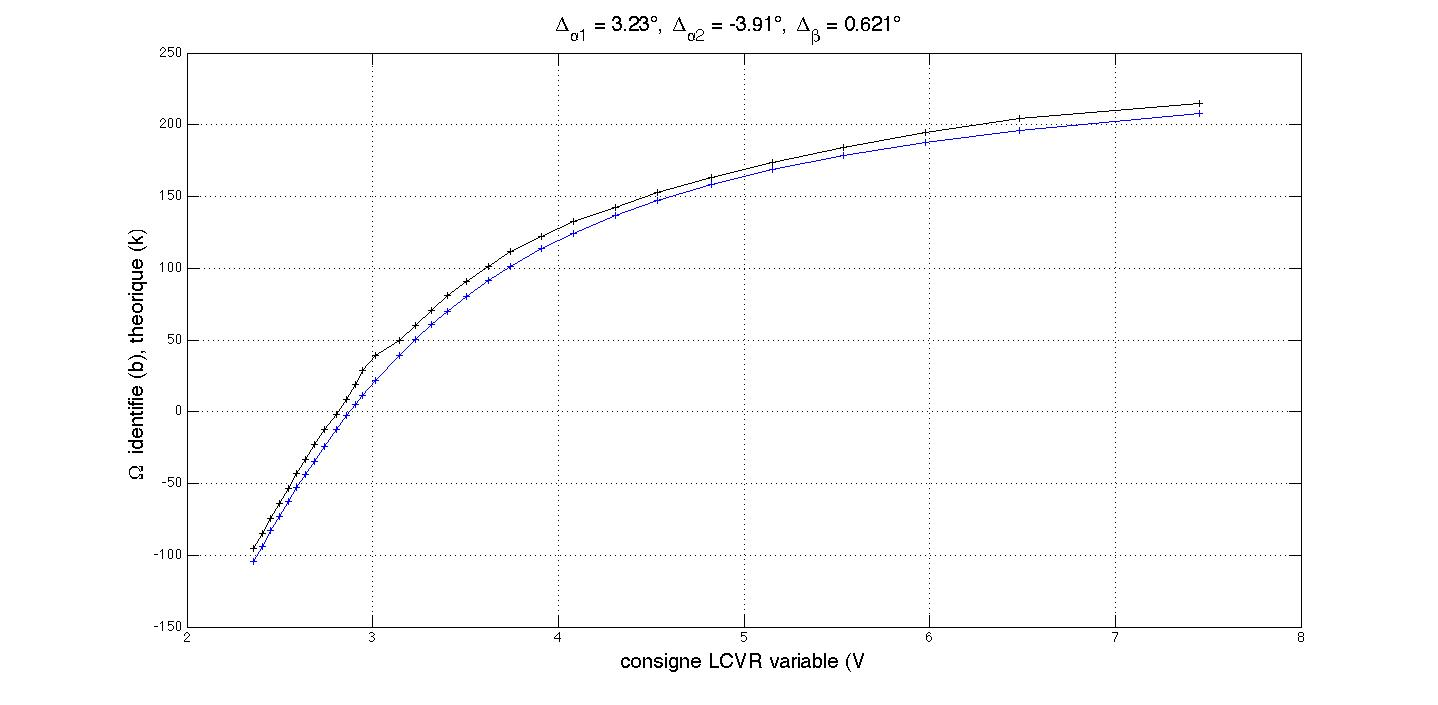 Δα1 = 3.23°, Δα2 = -3.91°, Δβ = 0.621°
250
200
150
100
50
0
-50
-100
-150
Ω identifie (b), theorique (k)
2 3 4 5 6 7 8
consigne LCVR variable (V